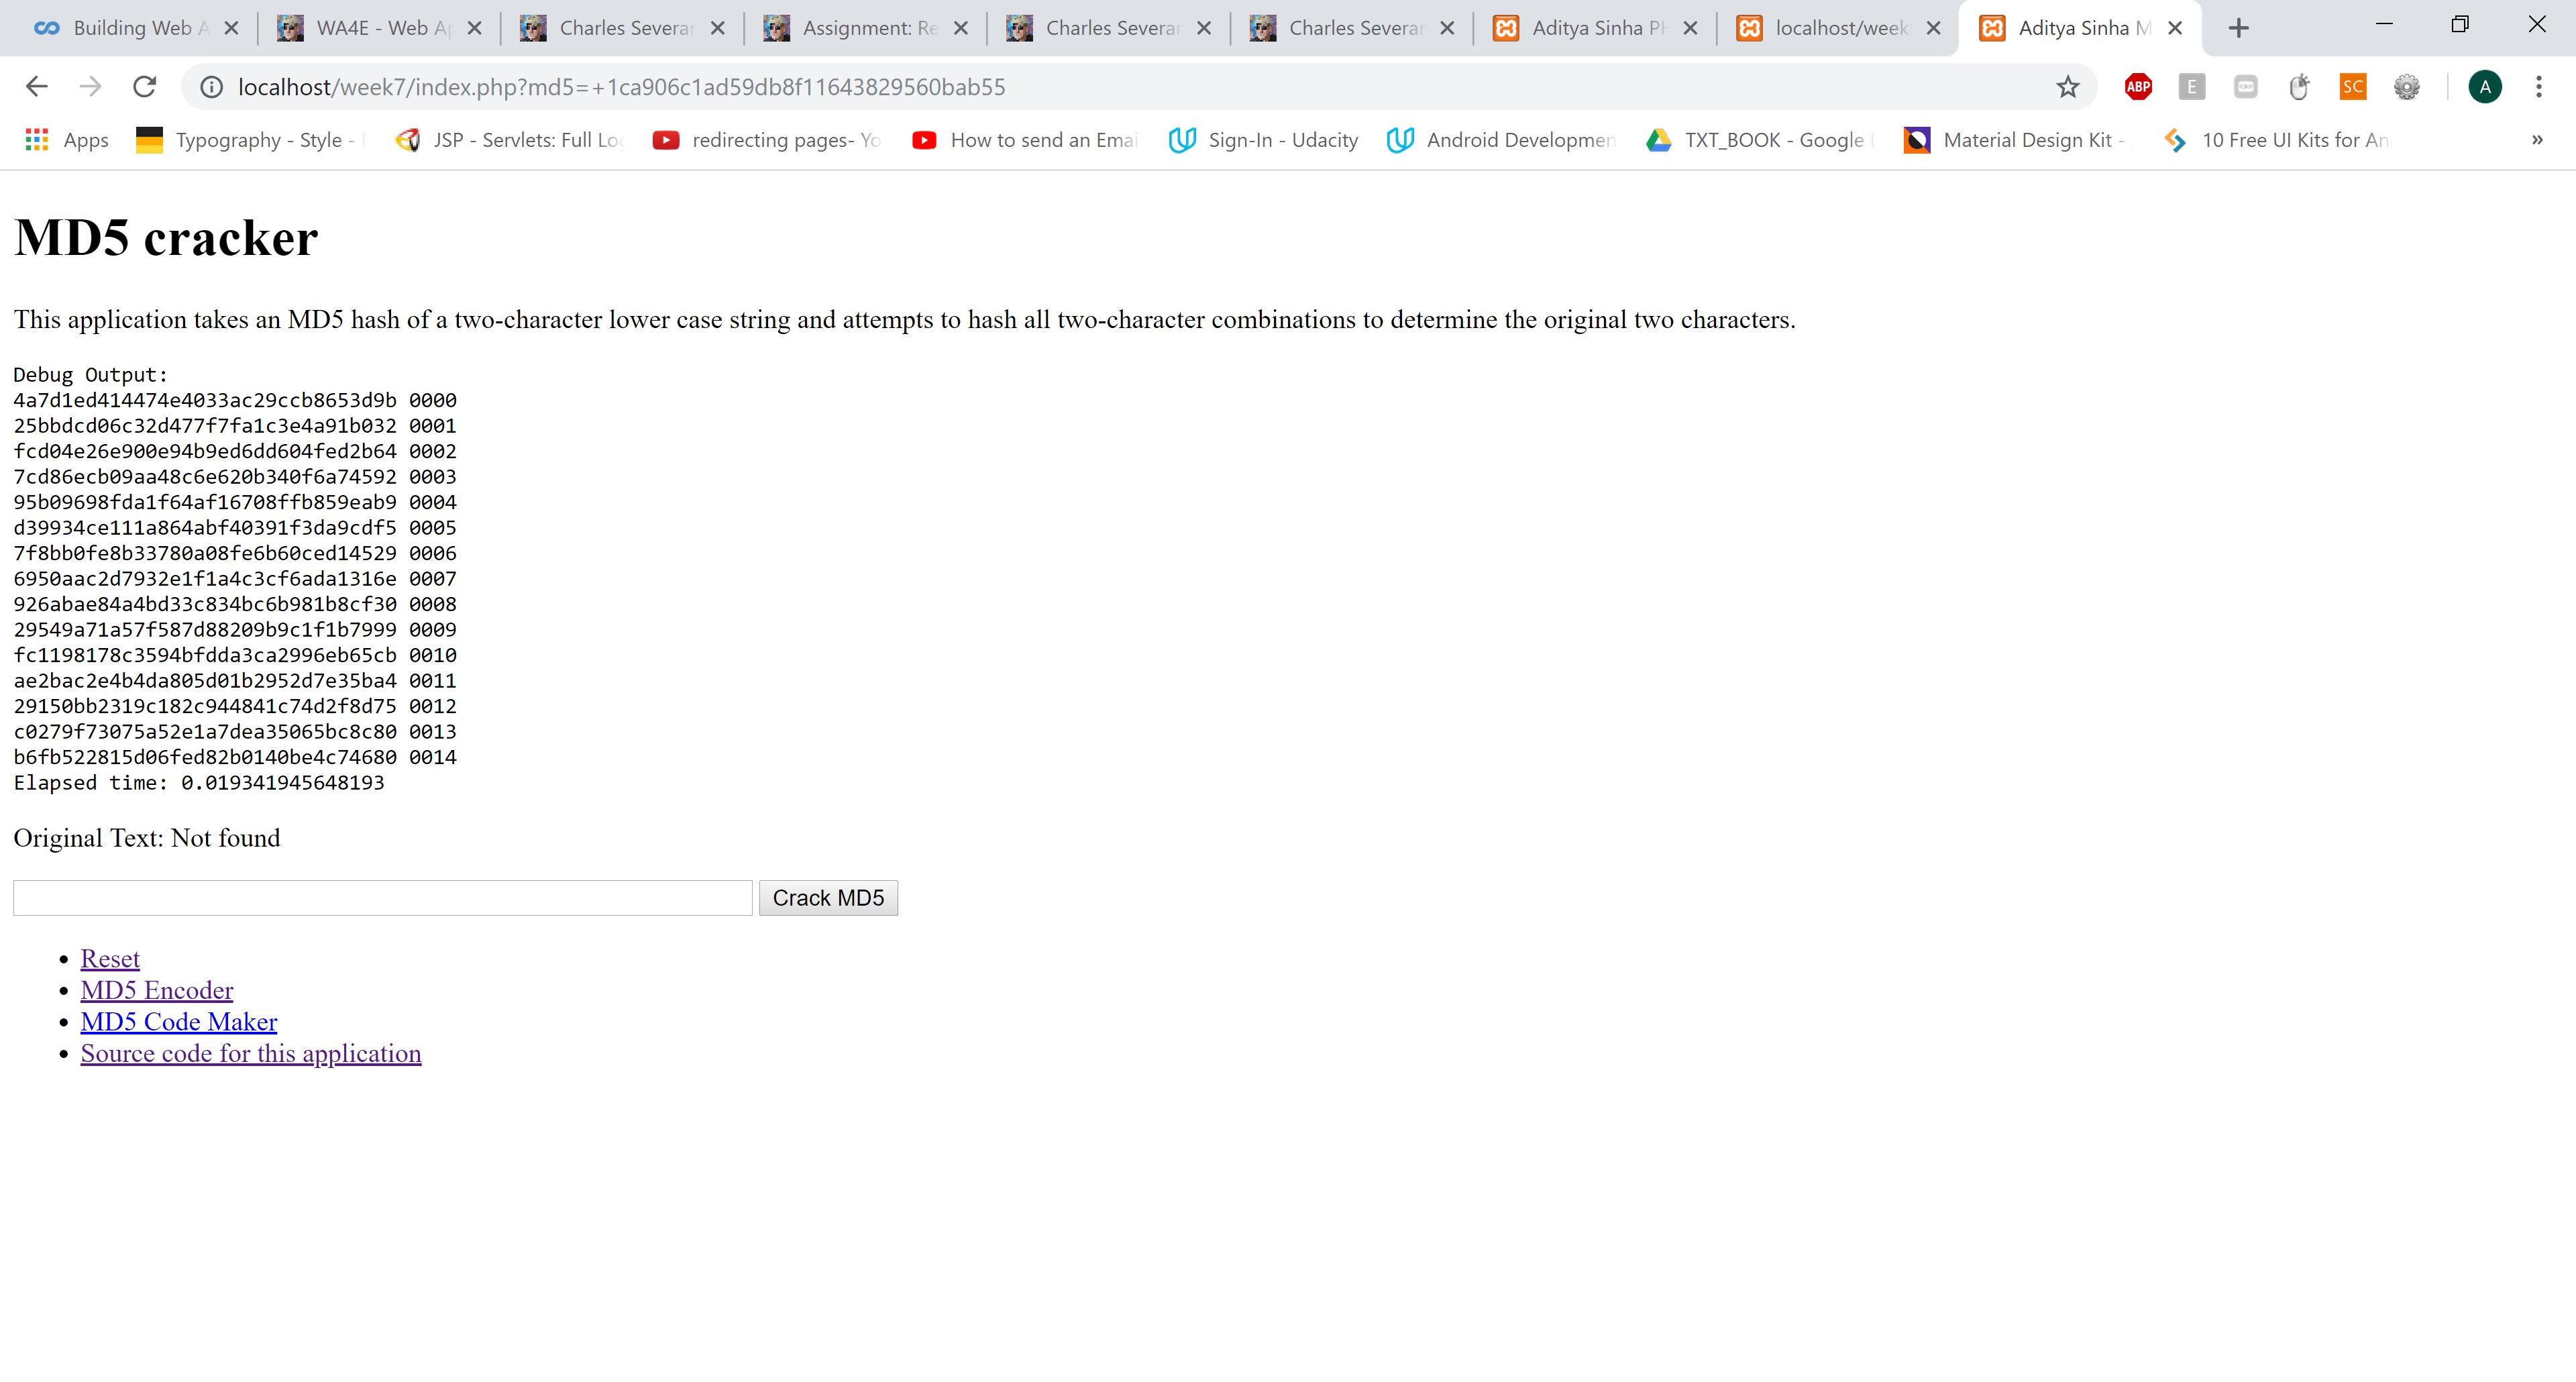 Building Web A
WA4E - Web Ap
Charles Severan
Assignment: Re
Charles Severan
Charles Severan
Aditya Sinha PH
localhost/week
Aditya Sinha M
localhost/week7/index.php?md5=+1ca906c1ad59db8f11643829560bab55
ABP
E
SC
A
Apps
Typography - Style -
JSP - Servlets: Full Log
redirecting pages- Yo
How to send an Emai
Sign-In - Udacity
Android Developmen
TXT_BOOK - Google
Material Design Kit -
10 Free UI Kits for An
»
MD5 cracker
This application takes an MD5 hash of a two-character lower case string and attempts to hash all two-character combinations to determine the original two characters.
Debug Output:
4a7d1ed414474e4033ac29ccb8653d9b 0000
25bbdcd06c32d477f7fa1c3e4a91b032 0001
fcd04e26e900e94b9ed6dd604fed2b64 0002
7cd86ecb09aa48c6e620b340f6a74592 0003
95b09698fda1f64af16708ffb859eab9 0004
d39934ce111a864abf40391f3da9cdf5 0005
7f8bb0fe8b33780a08fe6b60ced14529 0006
6950aac2d7932e1f1a4c3cf6ada1316e 0007
926abae84a4bd33c834bc6b981b8cf30 0008
29549a71a57f587d88209b9c1f1b7999 0009
fc1198178c3594bfdda3ca2996eb65cb 0010
ae2bac2e4b4da805d01b2952d7e35ba4 0011
29150bb2319c182c944841c74d2f8d75 0012
c0279f73075a52e1a7dea35065bc8c80 0013
b6fb522815d06fed82b0140be4c74680 0014
Elapsed time: 0.019341945648193
Original Text: Not found
Crack MD5
• Reset
• MD5 Encoder
• MD5 Code Maker
• Source code for this application